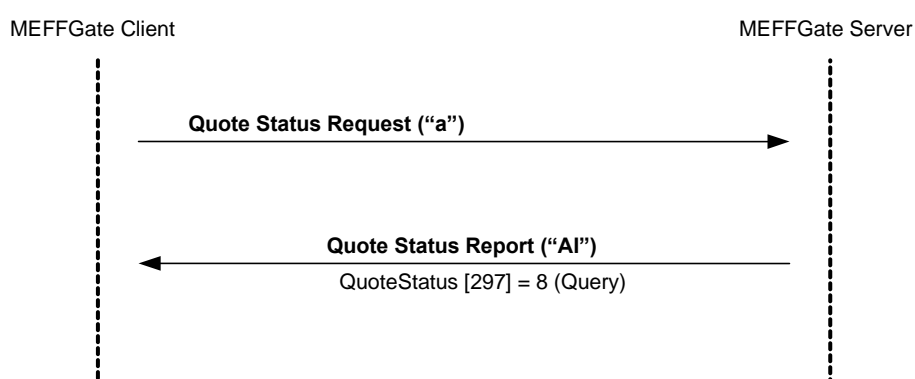 MEFFGate Client
MEFFGate Server
Quote Status Request (“a”)
Quote Status Report (“AI”)
QuoteStatus [297] = 8 (Query)